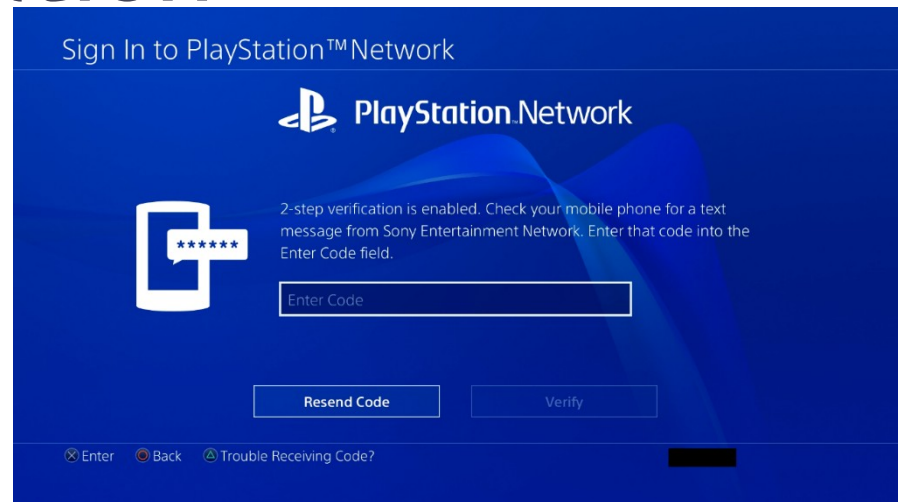 Sign In to PlayStation™Network
PlayStation.Network
2-step verification is enabled. Check your mobile phone for a text
message from Sony Entertainment Network. Enter that code into the
Enter Code field.
******
Enter Code
Resend Code
Verify
Enter Back Trouble Receiving Code?